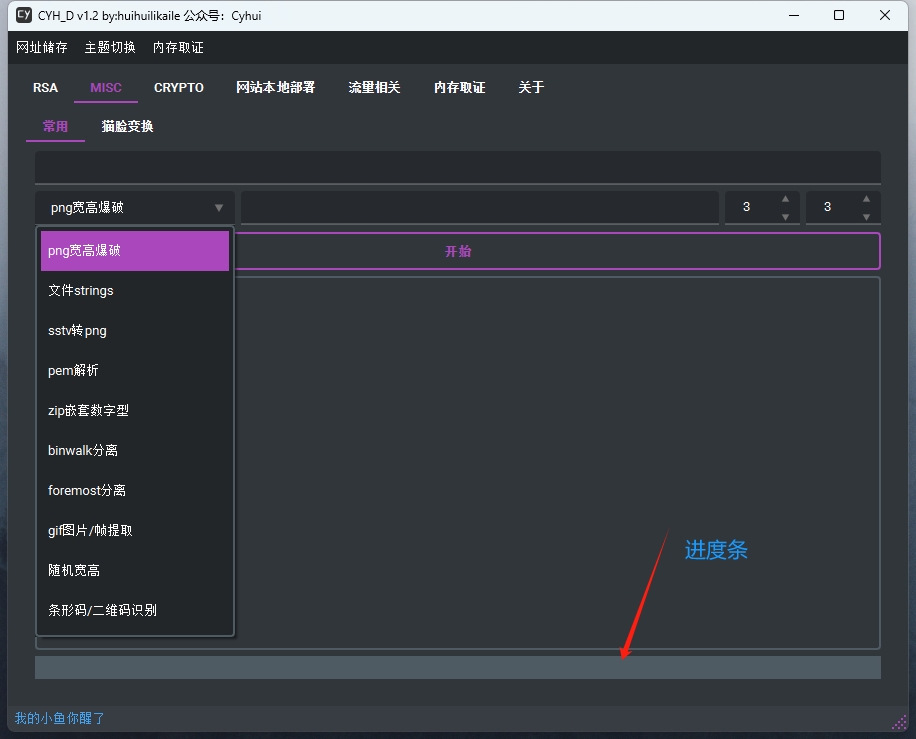 CY CYH_D v1.2 by:huihuilikaile 公众号：Cyhui
网址储存 主题切换 内存取证
RSA MISC CRYPTO 网站本地部署 流量相关 内存取证 关于
常用 猫脸变换
png宽高爆破 3 3
png宽高爆破 开始
文件strings
sstv转png
pem解析
zip嵌套数字型
binwalk分离
foremost分离
gif图片/帧提取
进度条
随机宽高
条形码/二维码识别
我的小鱼你醒了